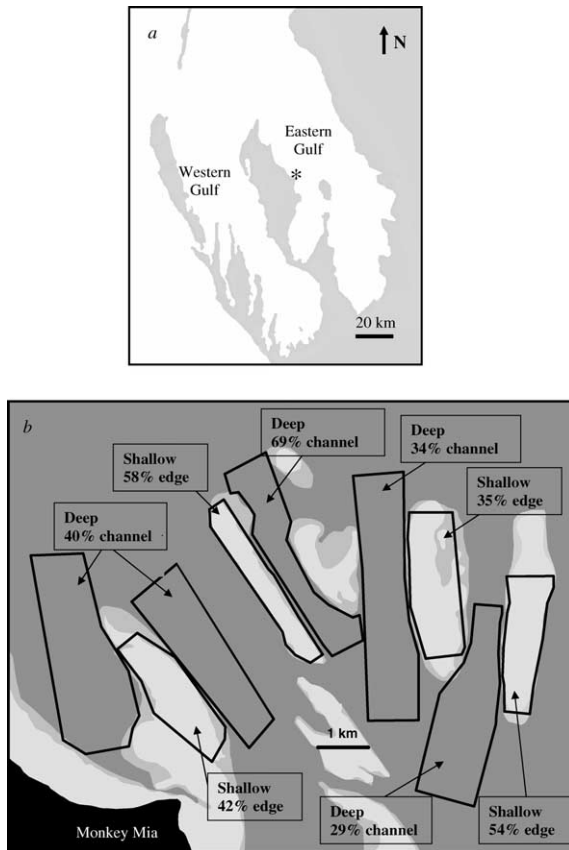 a
N
Eastern
Gulf
Western
Gulf
*
20 km
b
Deep
69% channel
Deep
34% channel
Shallow
58% edge
Shallow
35% edge
Deep
40% channel
1 km
Shallow
42% edge
Deep
29% channel
Shallow
54% edge
Monkey Mia